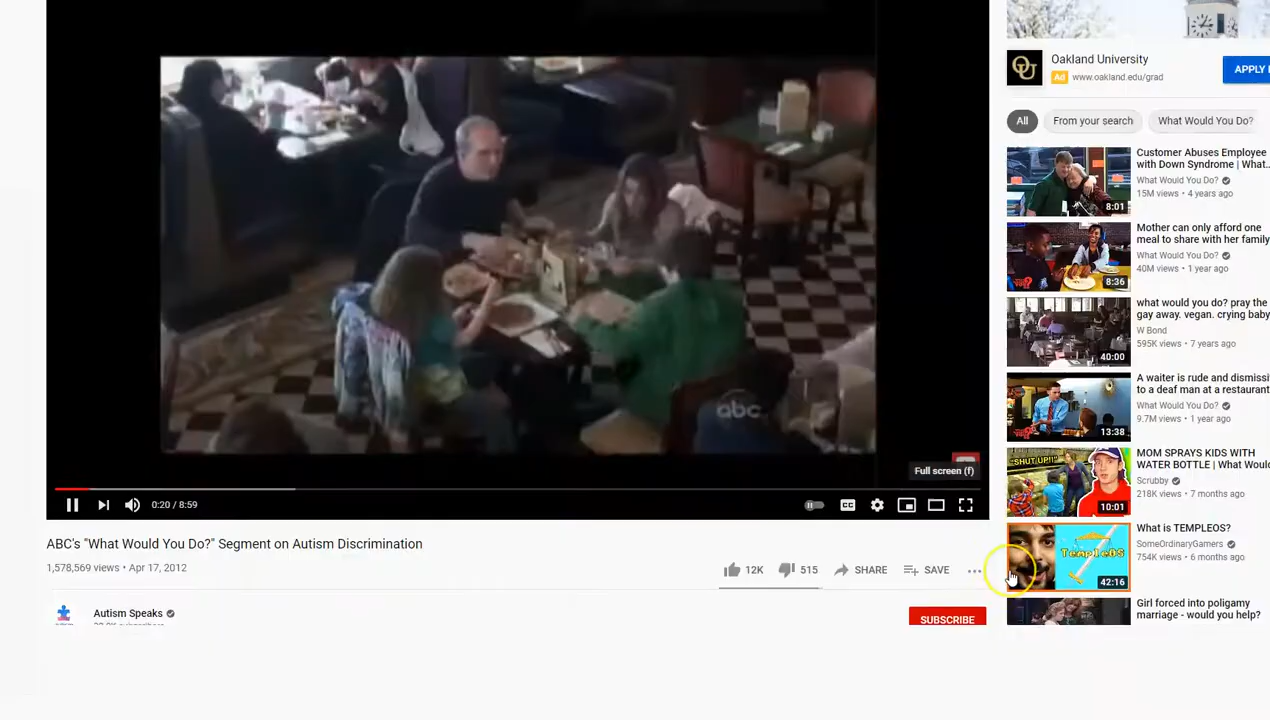 Oakland University
Ad www.oakland.edu/grad
APPLY
All
From your search
What Would You Do?
Customer Abuses Employee
with Down Syndrome | What...
What Would You Do?
15M views • 4 years ago
8:01
Mother can only afford one
meal to share with her family
What Would You Do?
40M views • 1 year ago
8:36
what would you do? pray the
gay away. vegan. crying baby
W Bond
595K views • 7 years ago
40:00
A waiter is rude and dismissi
to a deaf man at a restaurant
What Would You Do?
9.7M views • 1 year ago
13:38
MOM SPRAYS KIDS WITH
WATER BOTTLE | What Woul
Scrubby
218K views • 7 months ago
"SHUT UP!!"
10:01
What is TEMPLEOS?
SomeOrdinaryGamers
754K views • 6 months ago
TempleOS
42:16
Girl forced into poligamy
marriage - would you help?
abc
Full screen (f)
0:20 / 8:59
CC
ABC's "What Would You Do?" Segment on Autism Discrimination
1,578,569 views • Apr 17, 2012
12K
515
SHARE
SAVE
Autism Speaks
SUBSCRIBE